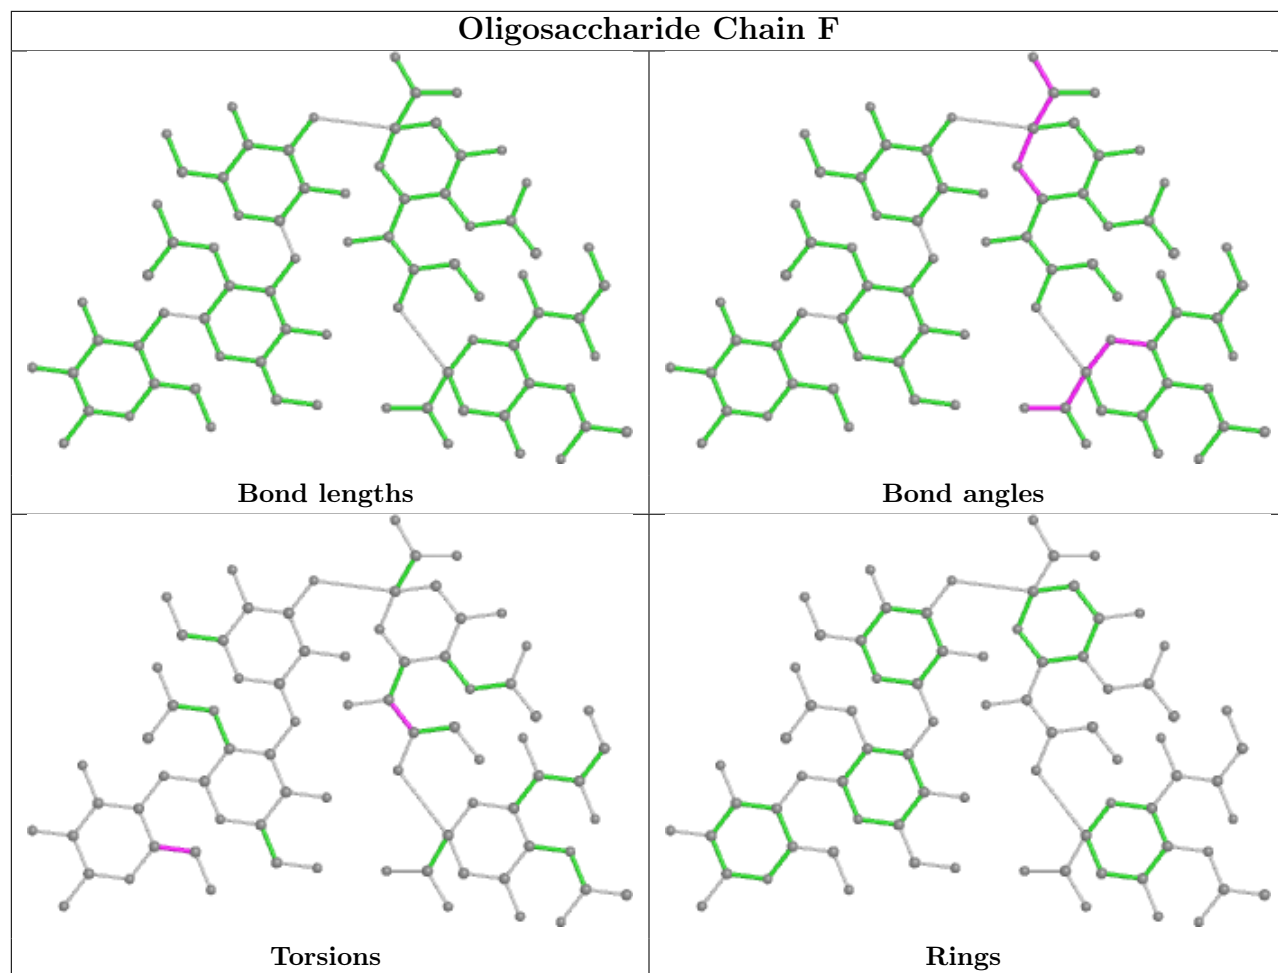 Oligosaccharide Chain F
Bond lengths
Bond angles
Torsions
Rings